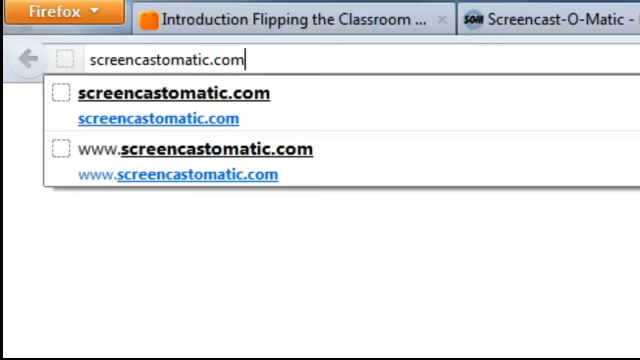 Firefox
Introduction Flipping the Classroom ...
SOM Screencast-O-Matic -
screencastomatic.com
screencastomatic.com
screencastomatic.com
www.screencastomatic.com
www.screencastomatic.com